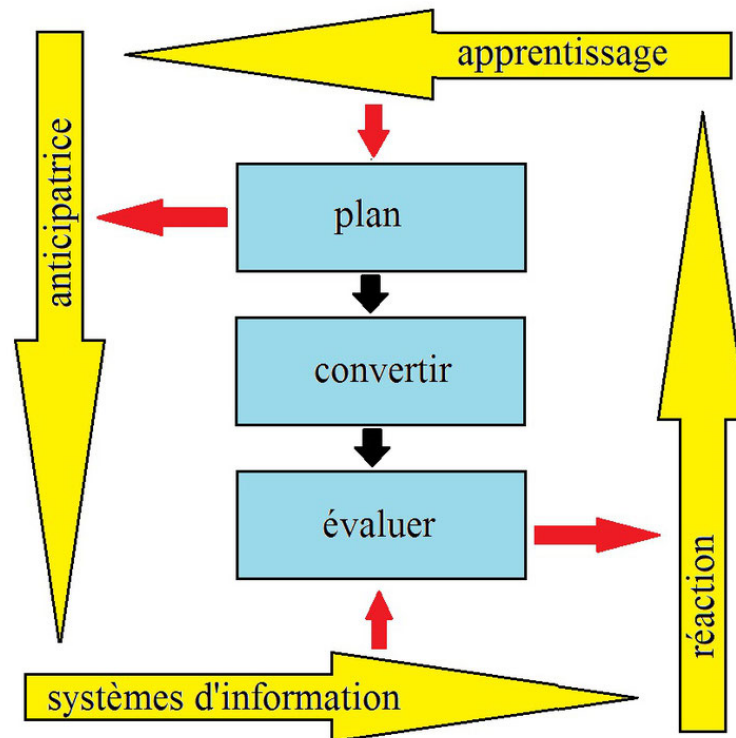 apprentissage
anticipatrice
plan
convertir
évaluer
réaction
systèmes d'information